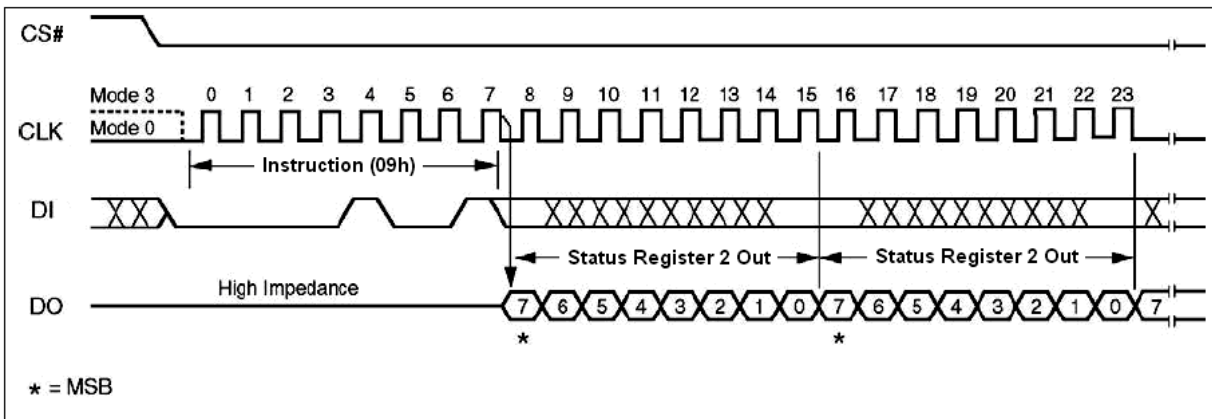 CS#
Mode 3 0 1 2 3 4 5 6 7 8 9 10 11 12 13 14 15 16 17 18 19 20 21 22 23
CLK Mode 0
Instruction (09h)
DI
Status Register 2 Out Status Register 2 Out
High Impedance
DO 7 6 5 4 3 2 1 0 7 6 5 4 3 2 1 0 7
* *
* = MSB